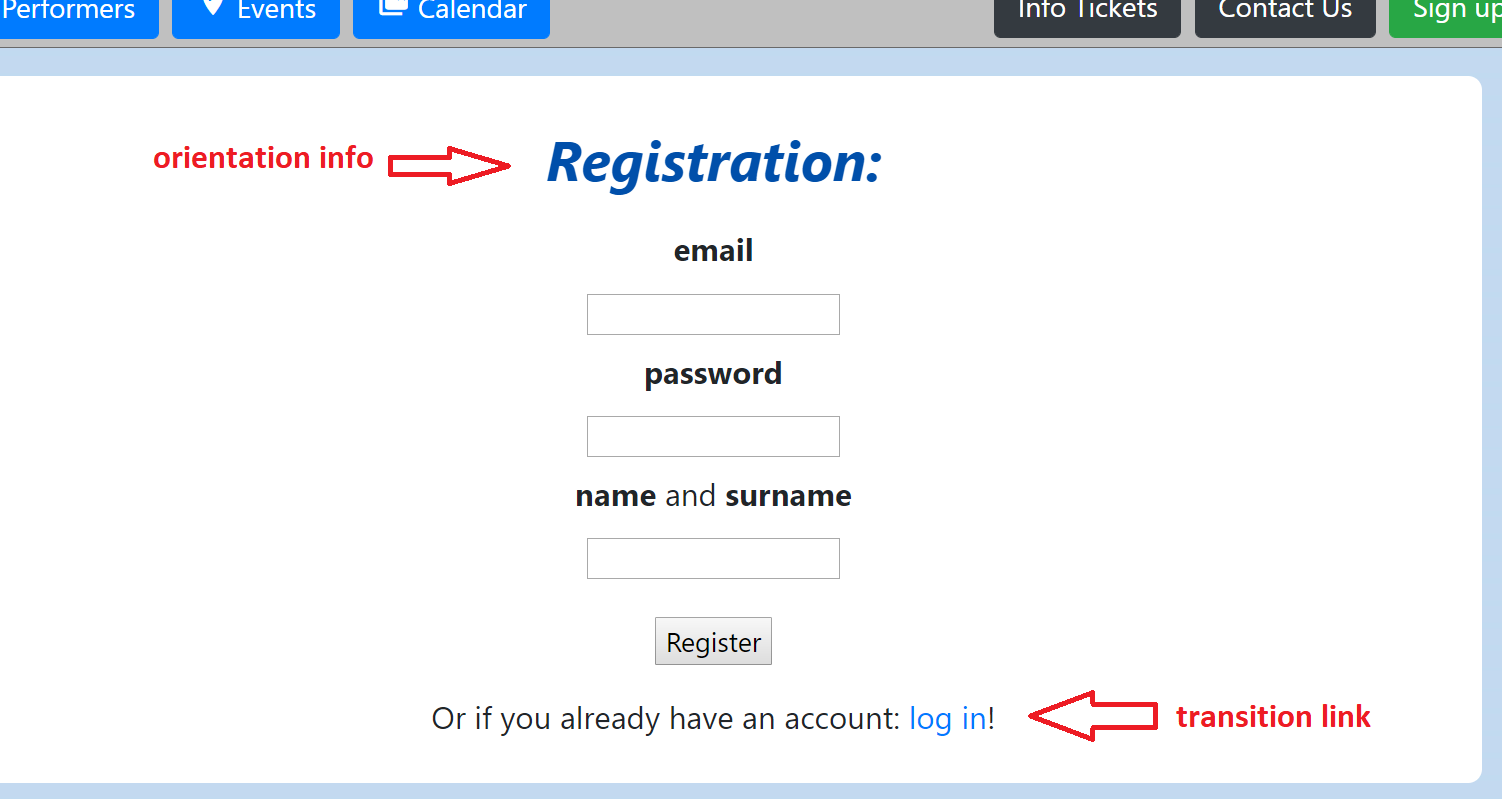 Performers Events Calendar Info Tickets Contact Us Sign up
orientation info Registration:
email
password
name and surname
Register
Or if you already have an account: log in! transition link